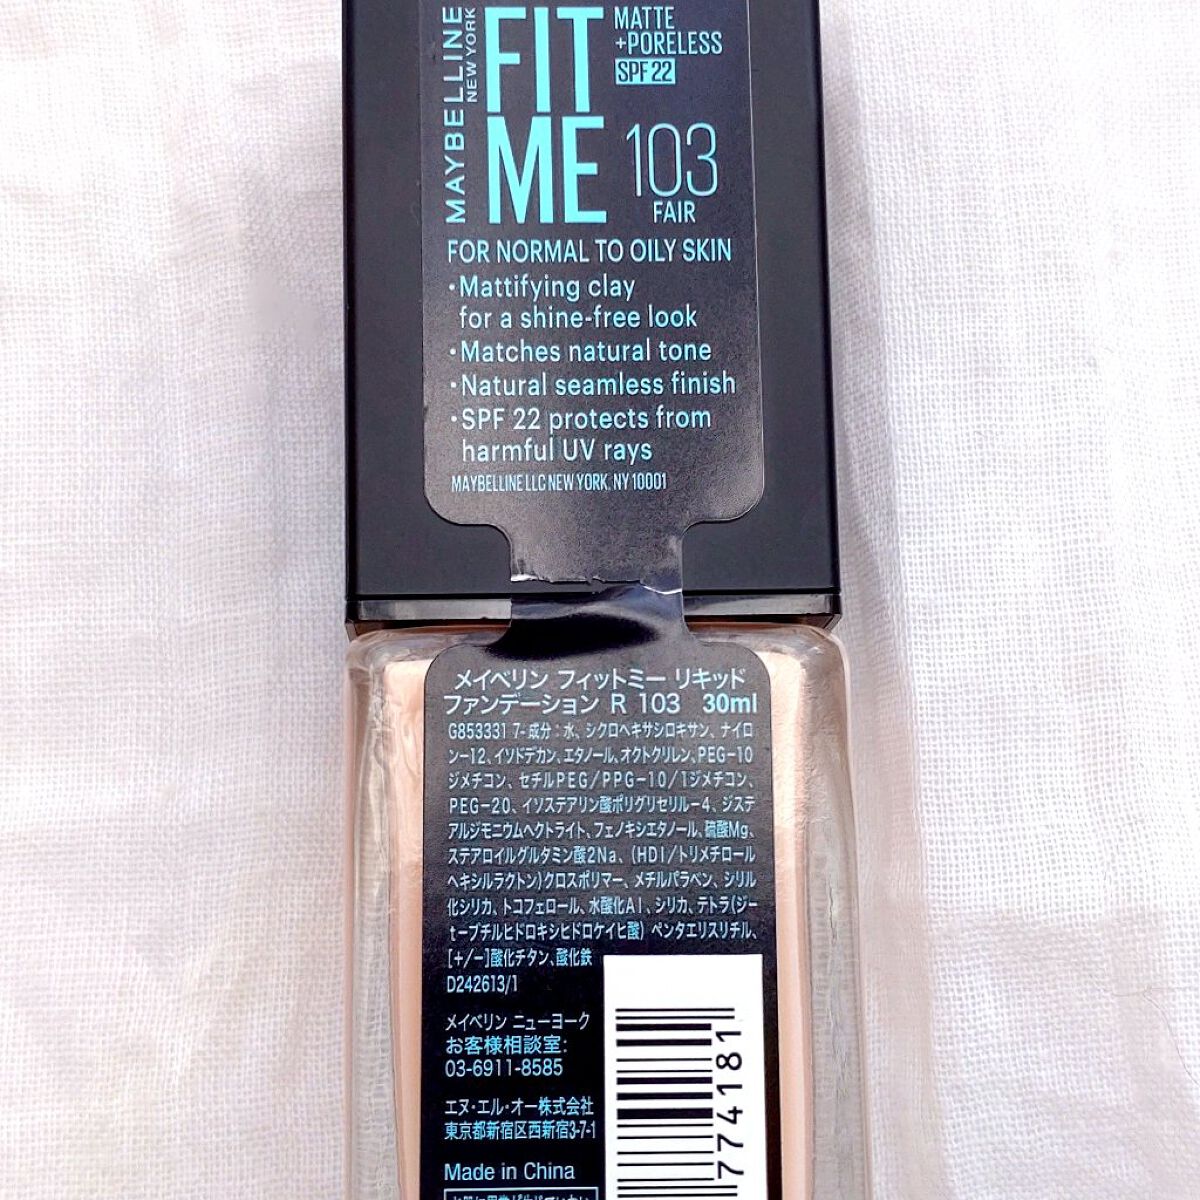 MAYBELLINE
NEW YORK
FIT
ME
MATTE
+PORELESS
SPF 22
103
FAIR
FOR NORMAL TO OILY SKIN
・Mattifying clay
for a shine-free look
・Matches natural tone
・Natural seamless finish
・SPF 22 protects from
harmful UV rays
MAYBELLINE LLC NEW YORK, NY 10001
メイベリン フィットミー リキッド
ファンデーション R 103 30ml
G853331 7- 成分:水、シクロヘキサシロキサン、ナイロ
ン-12、イソドデカン、エタノール、オクトクリレン、PEG-10
ジメチコン、セチルPEG/PPG-10/1ジメチコン、
PEG-20、イソステアリン酸ポリグリセリル-4、ジステ
アルジモニウムヘクトライト、フェノキシエタノール、硫酸Mg、
ステアロイルグルタミン酸2Na、(HDI/トリメチロール
ヘキシルラクトン)クロスポリマー、メチルパラベン、シリル
化シリカ、トコフェロール、水酸化Al、シリカ、テトラ(ジー
t-ブチルヒドロキシヒドロケイヒ酸) ペンタエリスリチル、
[+/-]酸化チタン、酸化鉄
D242613/1
メイベリン ニューヨーク
お客様相談室:
03-6911-8585
エヌ・エル・オー株式会社
東京都新宿区西新宿3-7-1
Made in China
774181